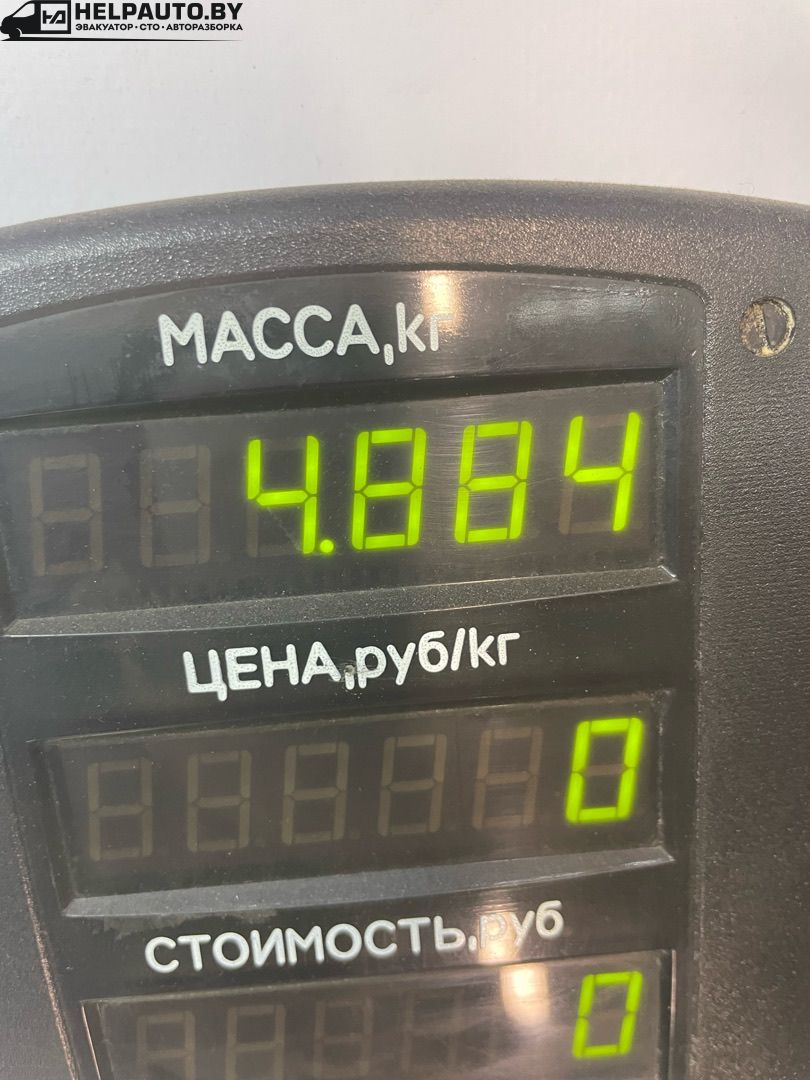 HELPAUTO.BY
ЭВАКУАТОР • СТО • АВТОРАЗБОРКА
МАССА,кг
4.884
ЦЕНА,руб/кг
0
СТОИМОСТЬ,руб
0